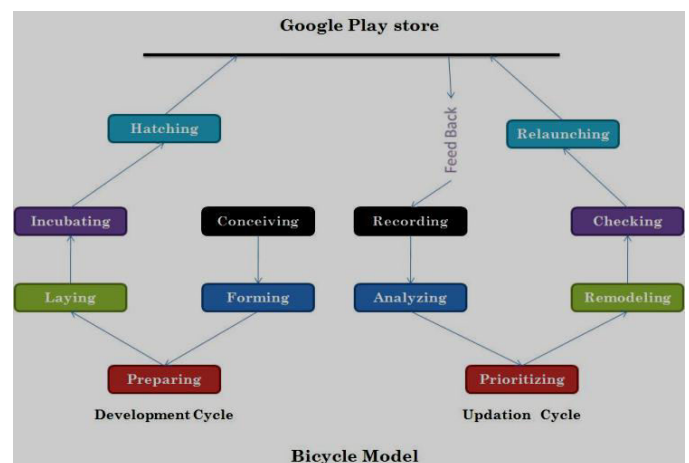 Google Play store
Hatching
Feed Back
Relaunching
Incubating
Conceiving
Recording
Checking
Laying
Forming
Analyzing
Remodeling
Preparing
Prioritizing
Development Cycle
Updation Cycle
Bicycle Model